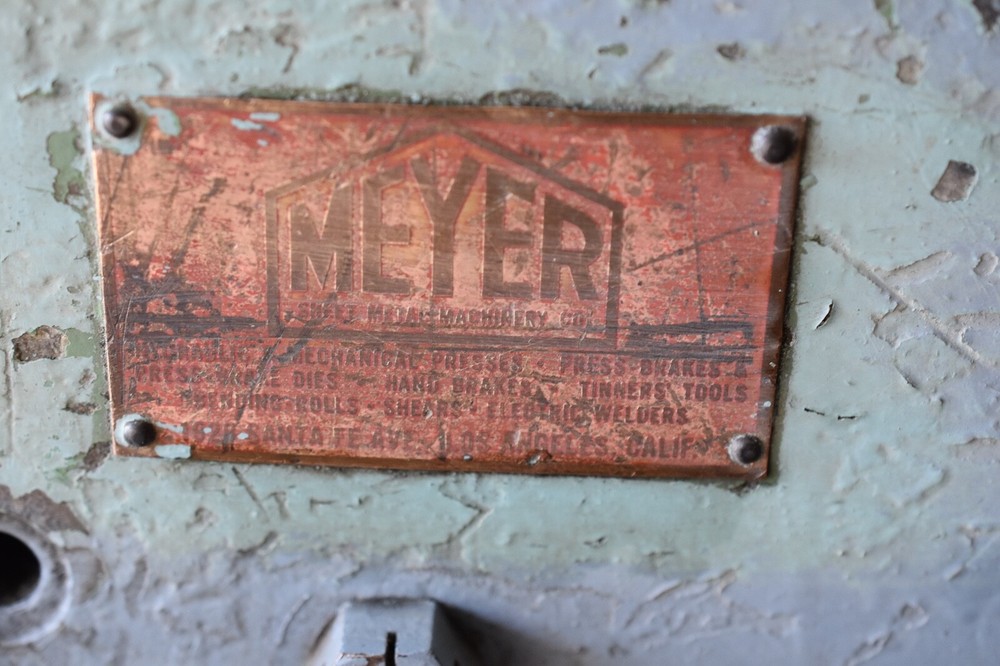 MEYER
SHEET METAL MACHINERY CO.
HYDRAULIC & MECHANICAL PRESSES - PRESS BRAKES &
PRESS BRAKE DIES - HAND BRAKES - TINNERS TOOLS
BENDING ROLLS - SHEARS - ELECTRIC WELDERS
SANTA FE AVE., LOS ANGELES, CALIF.